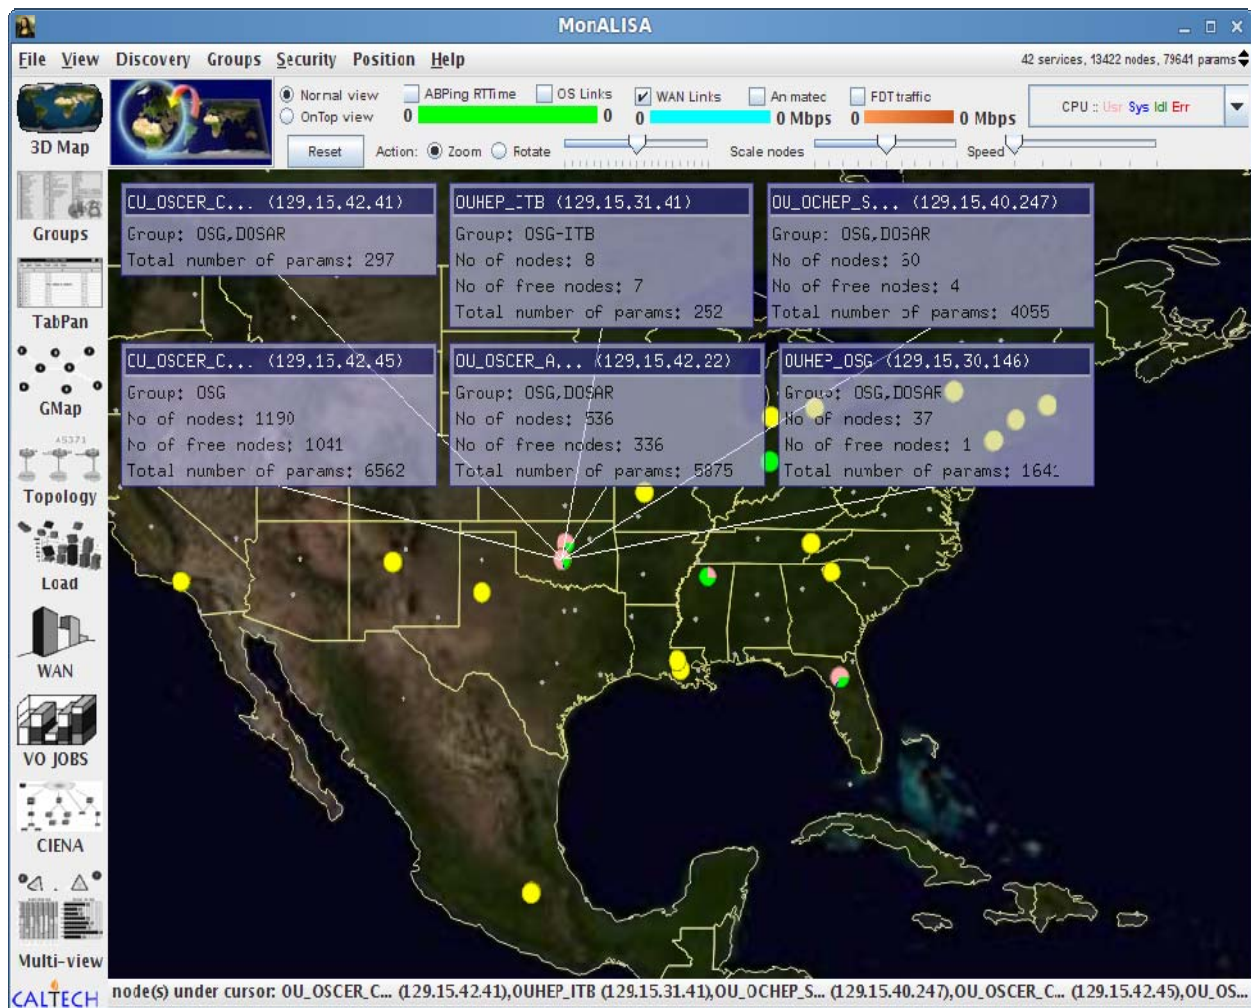 MonALISA
File View Discovery Groups Security Position Help
42 services, 13422 nodes, 79641 params
3D Map
Normal view
OnTop view
ABPing RTTime
OS Links
WAN Links
Animated
FDT traffic
0 0
0 0 Mbps
0 0 Mbps
CPU :: Usr Sys Idl Err
Reset
Action: Zoom Rotate
Scale nodes
Speed
Groups
TabPan
GMap
AS371
Topology
Load
WAN
VO JOBS
CIENA
Multi-view
CALTECH
CU_OSCER_C... (129.15.42.41)
Group: OSG,DOSAR
Total number of params: 297
OUHEP_ITB (129.15.31.41)
Group: OSG-ITB
No of nodes: 8
No of free nodes: 7
Total number of params: 252
OU_OCHEP_S... (129.15.40.247)
Group: OSG,DOSAR
No of nodes: 60
No of free nodes: 4
Total number of params: 4055
CU_OSCER_C... (129.15.42.45)
Group: OSG
No of nodes: 1190
No of free nodes: 1041
Total number of params: 6562
OU_OSCER_A... (129.15.42.22)
Group: OSG,DOSAR
No of nodes: 536
No of free nodes: 336
Total number of params: 5875
OUHEP_OSG (129.15.30.146)
Group: OSG,DOSAR
No of nodes: 37
No of free nodes: 1
Total number of params: 1641
node(s) under cursor: OU_OSCER_C... (129.15.42.41),OUHEP_ITB (129.15.31.41),OU_OCHEP_S... (129.15.40.247),OU_OSCER_C... (129.15.42.45),OU_OS...